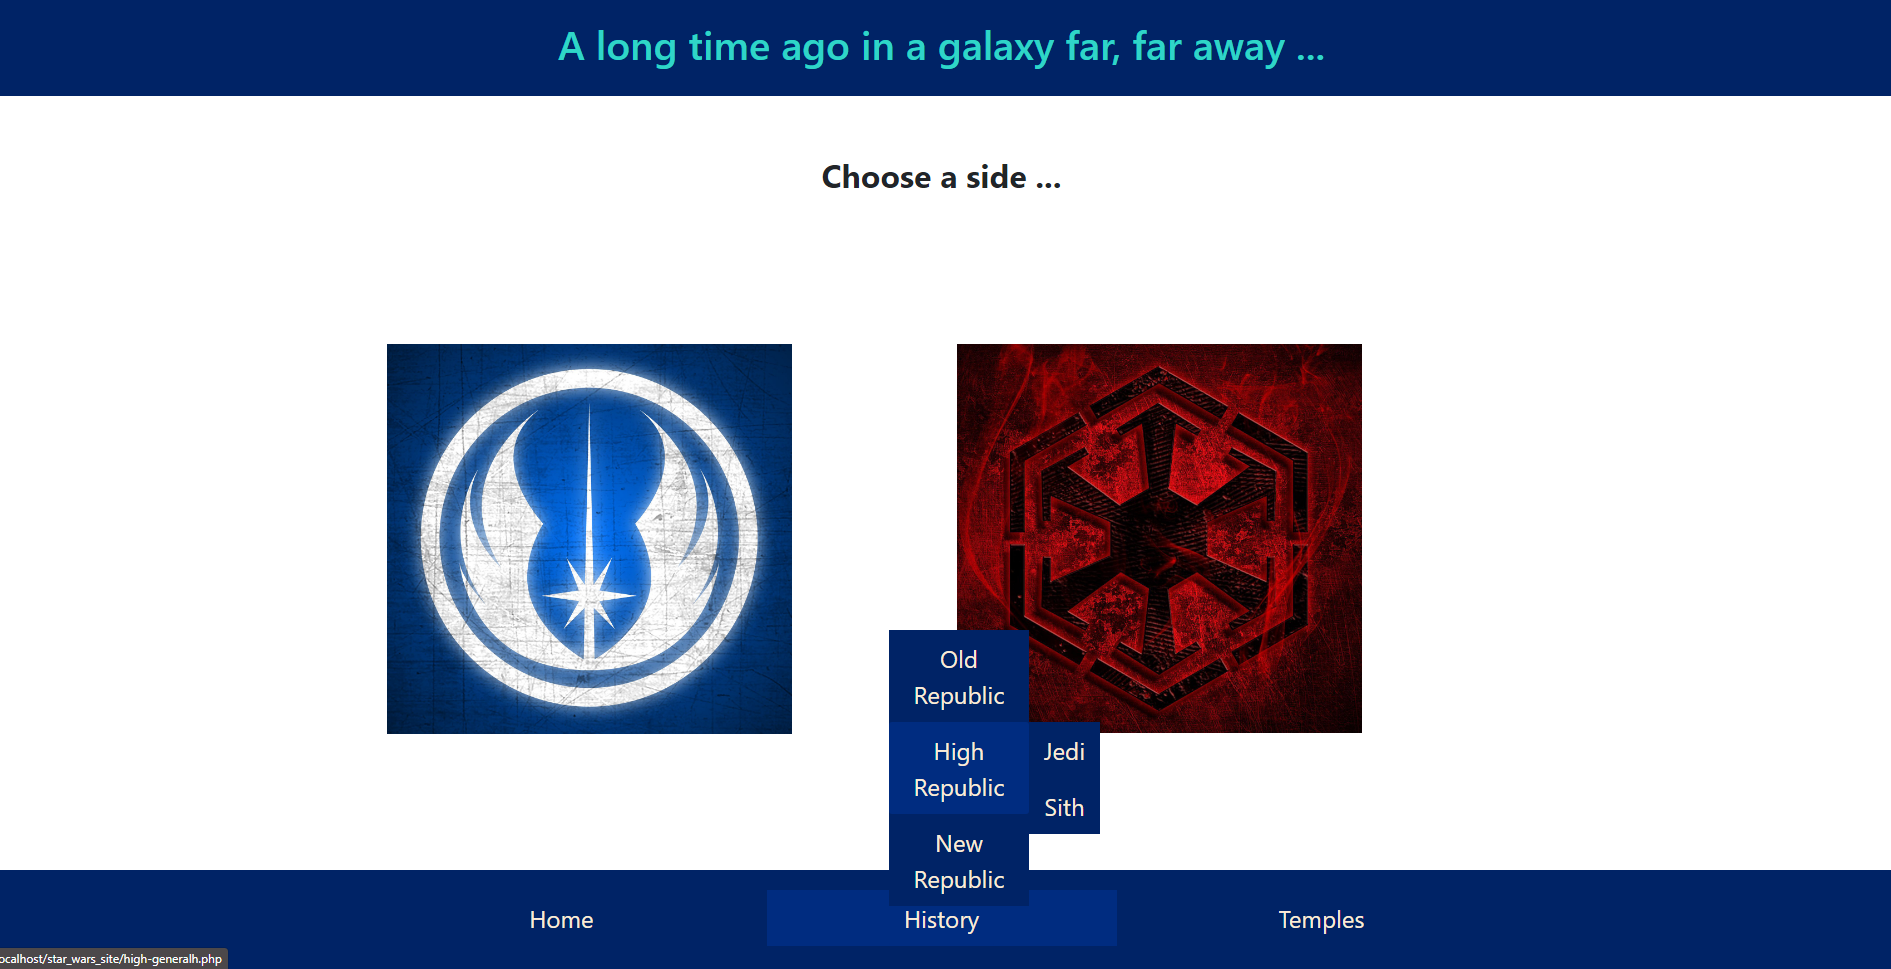 A long time ago in a galaxy far, far away ...
Choose a side ...
Old
Republic
High
Republic
Jedi
Sith
New
Republic
Home
History
Temples
ocalhost/star_wars_site/high-generalh.php